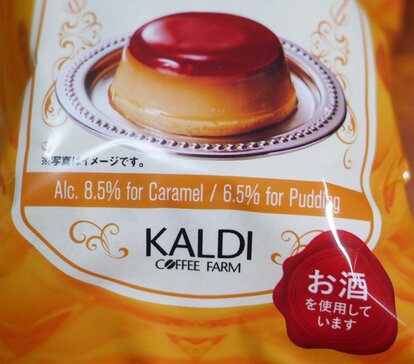 ※写真はイメージです。
Alc. 8.5% for Caramel / 6.5% for Pudding
KALDI
COFFEE FARM
お酒
を使用して
います